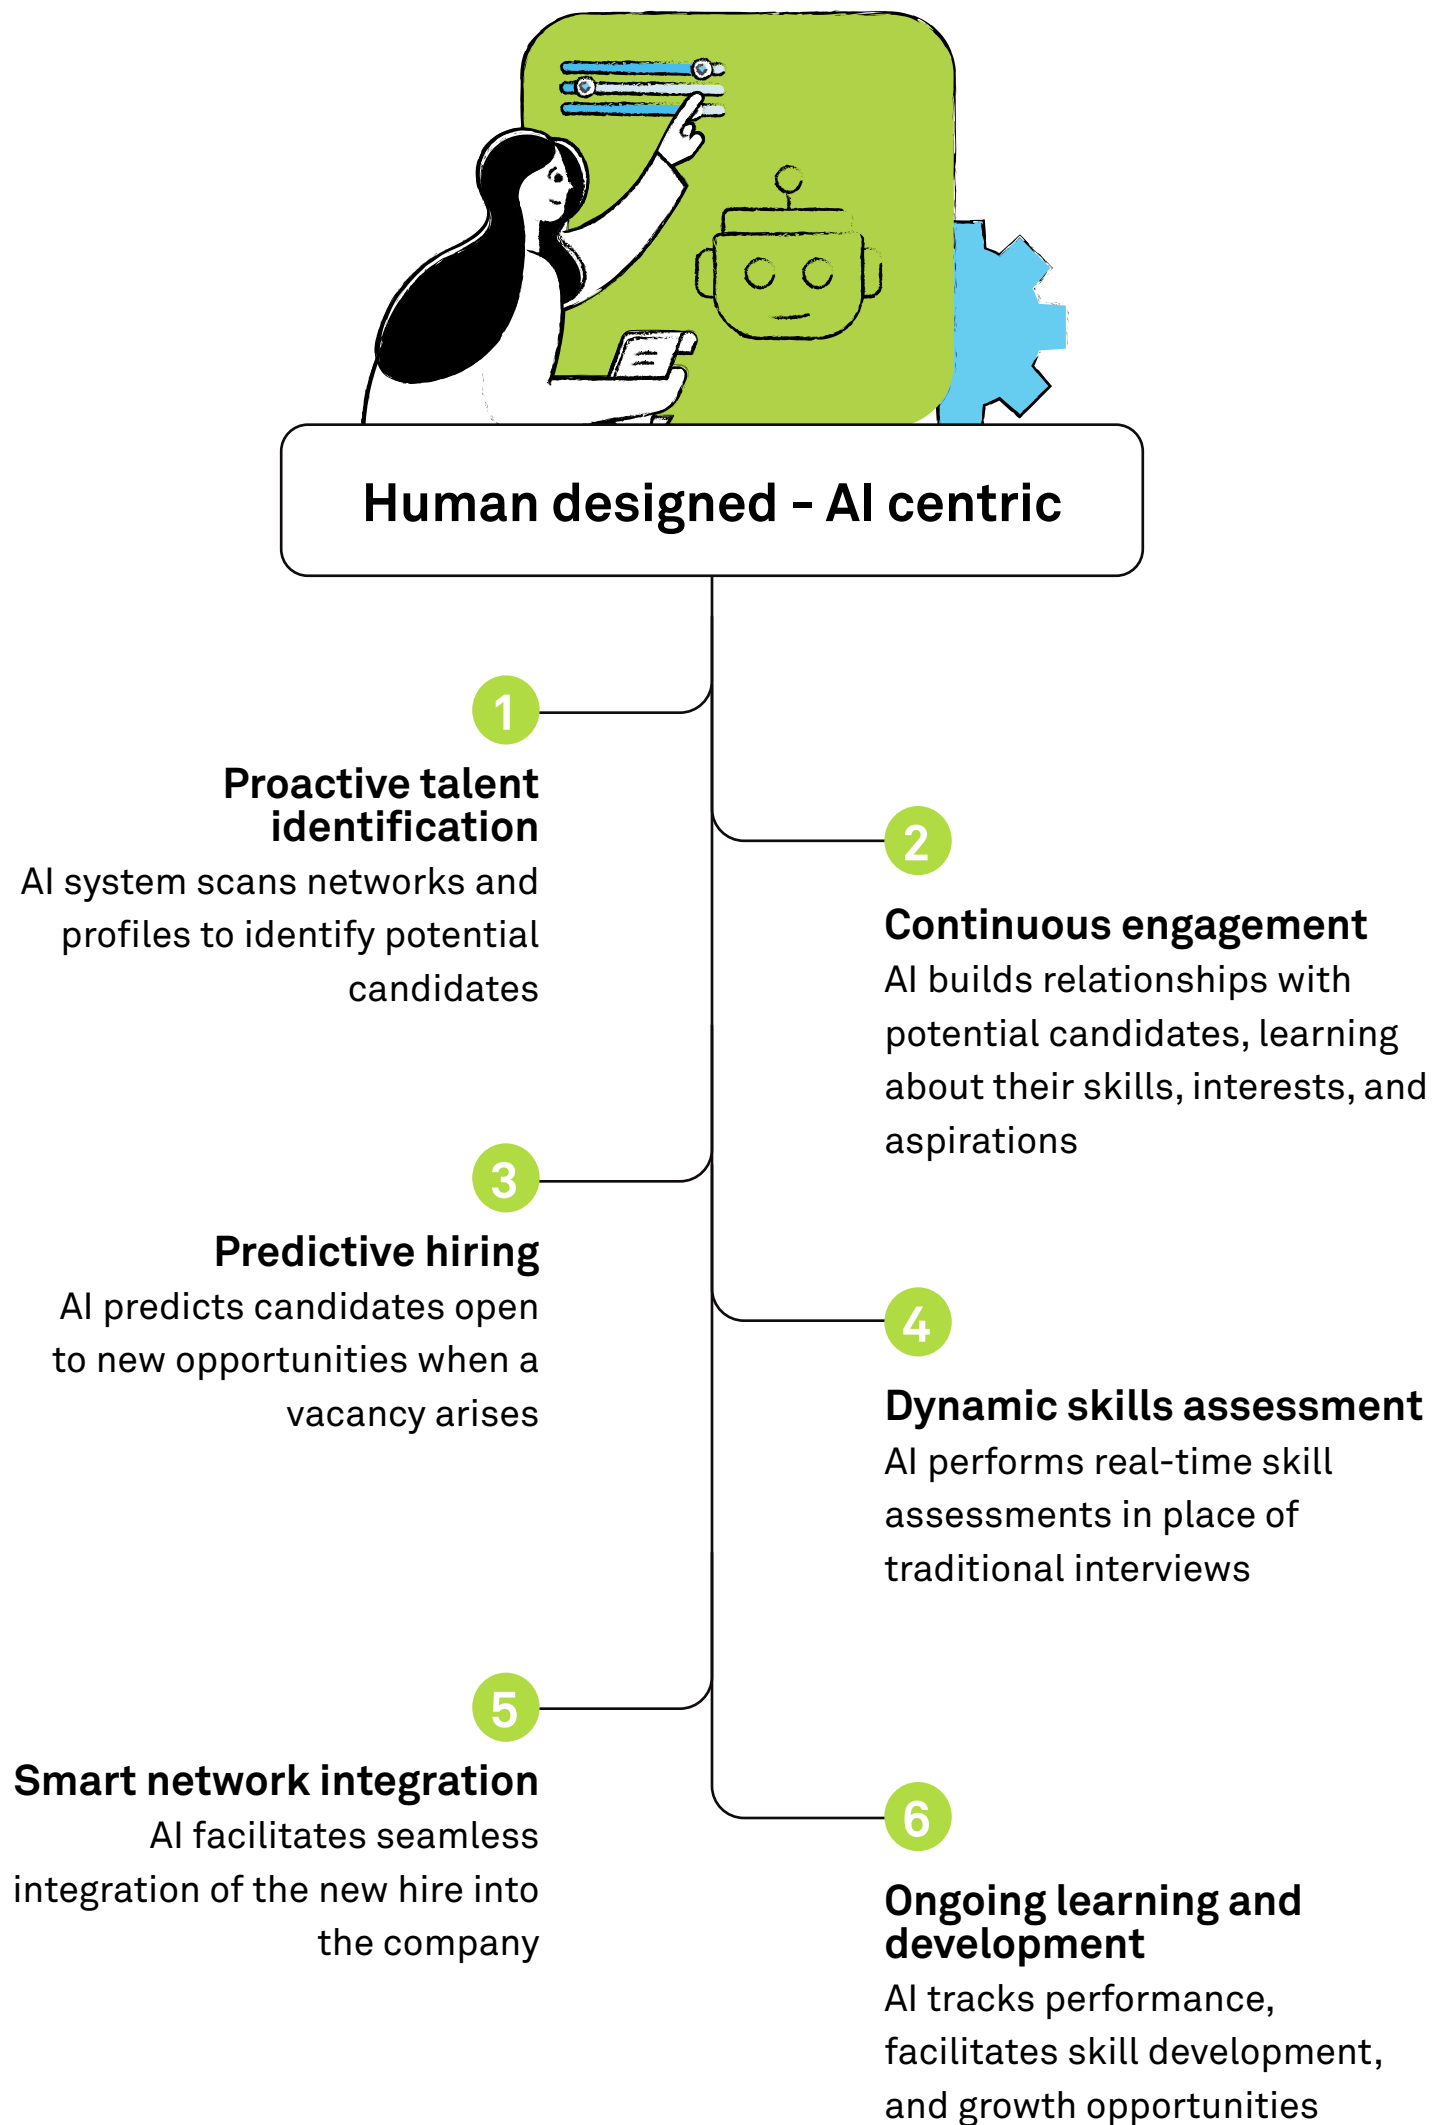 Human designed - AI centric
1
Proactive talent
identification
AI system scans networks and
profiles to identify potential
candidates
2
Continuous engagement
AI builds relationships with
potential candidates, learning
about their skills, interests, and
aspirations
3
Predictive hiring
AI predicts candidates open
to new opportunities when a
vacancy arises
4
Dynamic skills assessment
AI performs real-time skill
assessments in place of
traditional interviews
5
Smart network integration
AI facilitates seamless
integration of the new hire into
the company
6
Ongoing learning and
development
AI tracks performance,
facilitates skill development,
and growth opportunities